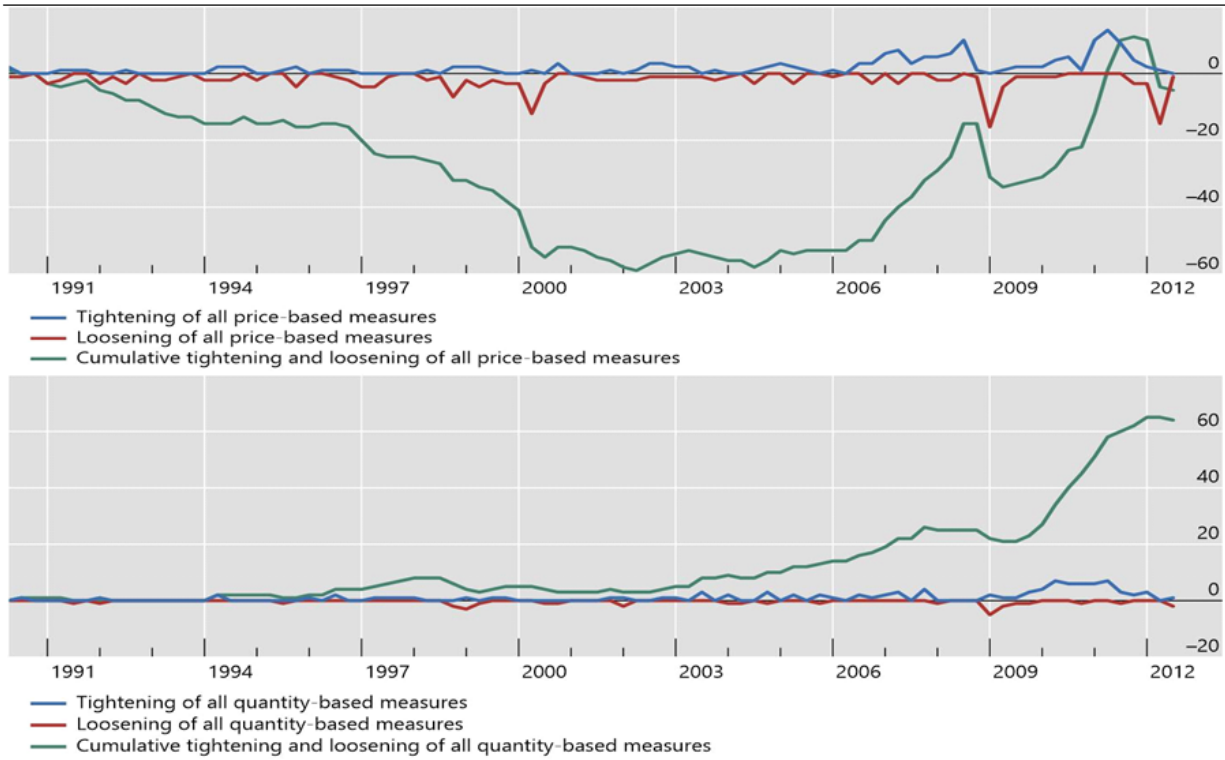 0
−20
−40
−60
1991 1994 1997 2000 2003 2006 2009 2012
Tightening of all price-based measures
Loosening of all price-based measures
Cumulative tightening and loosening of all price-based measures
60
40
20
0
−20
1991 1994 1997 2000 2003 2006 2009 2012
Tightening of all quantity-based measures
Loosening of all quantity-based measures
Cumulative tightening and loosening of all quantity-based measures